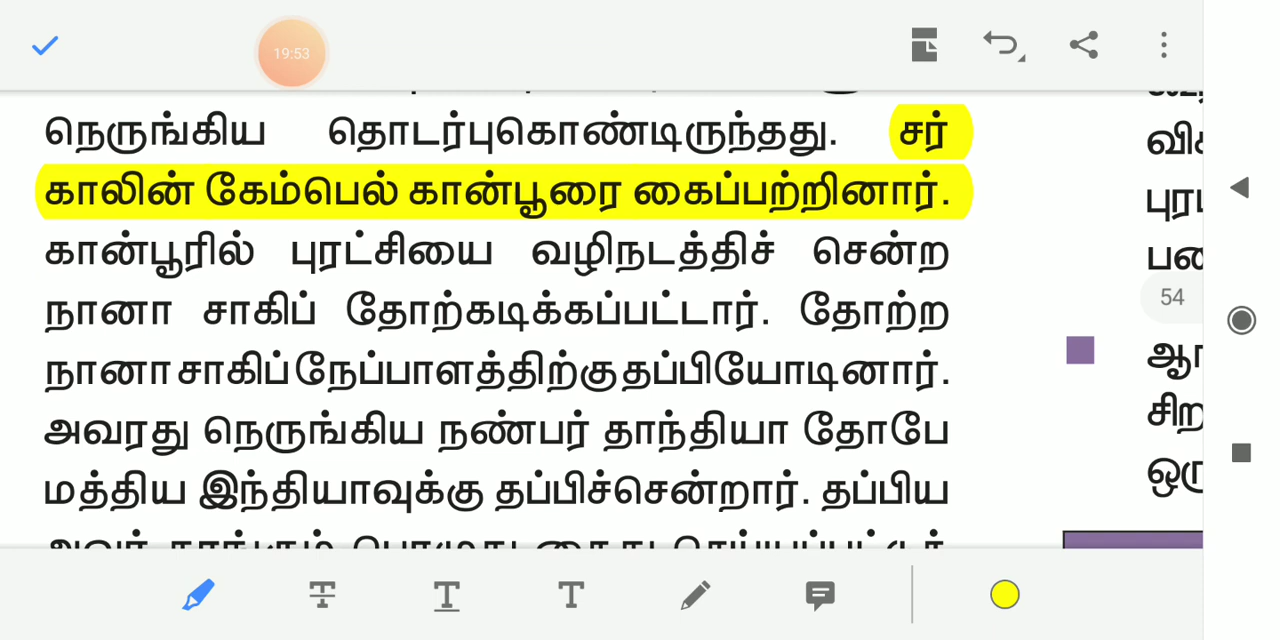 19:53
நெருங்கிய தொடர்புகொண்டிருந்தது. சர்
காலின் கேம்பெல் கான்பூரை கைப்பற்றினார்.
கான்பூரில் புரட்சியை வழிநடத்திச் சென்ற
நானா சாகிப் தோற்கடிக்கப்பட்டார். தோற்ற
நானா சாகிப் நேப்பாளத்திற்கு தப்பியோடினார்.
அவரது நெருங்கிய நண்பர் தாந்தியா தோபே
மத்திய இந்தியாவுக்கு தப்பிச்சென்றார். தப்பிய
54